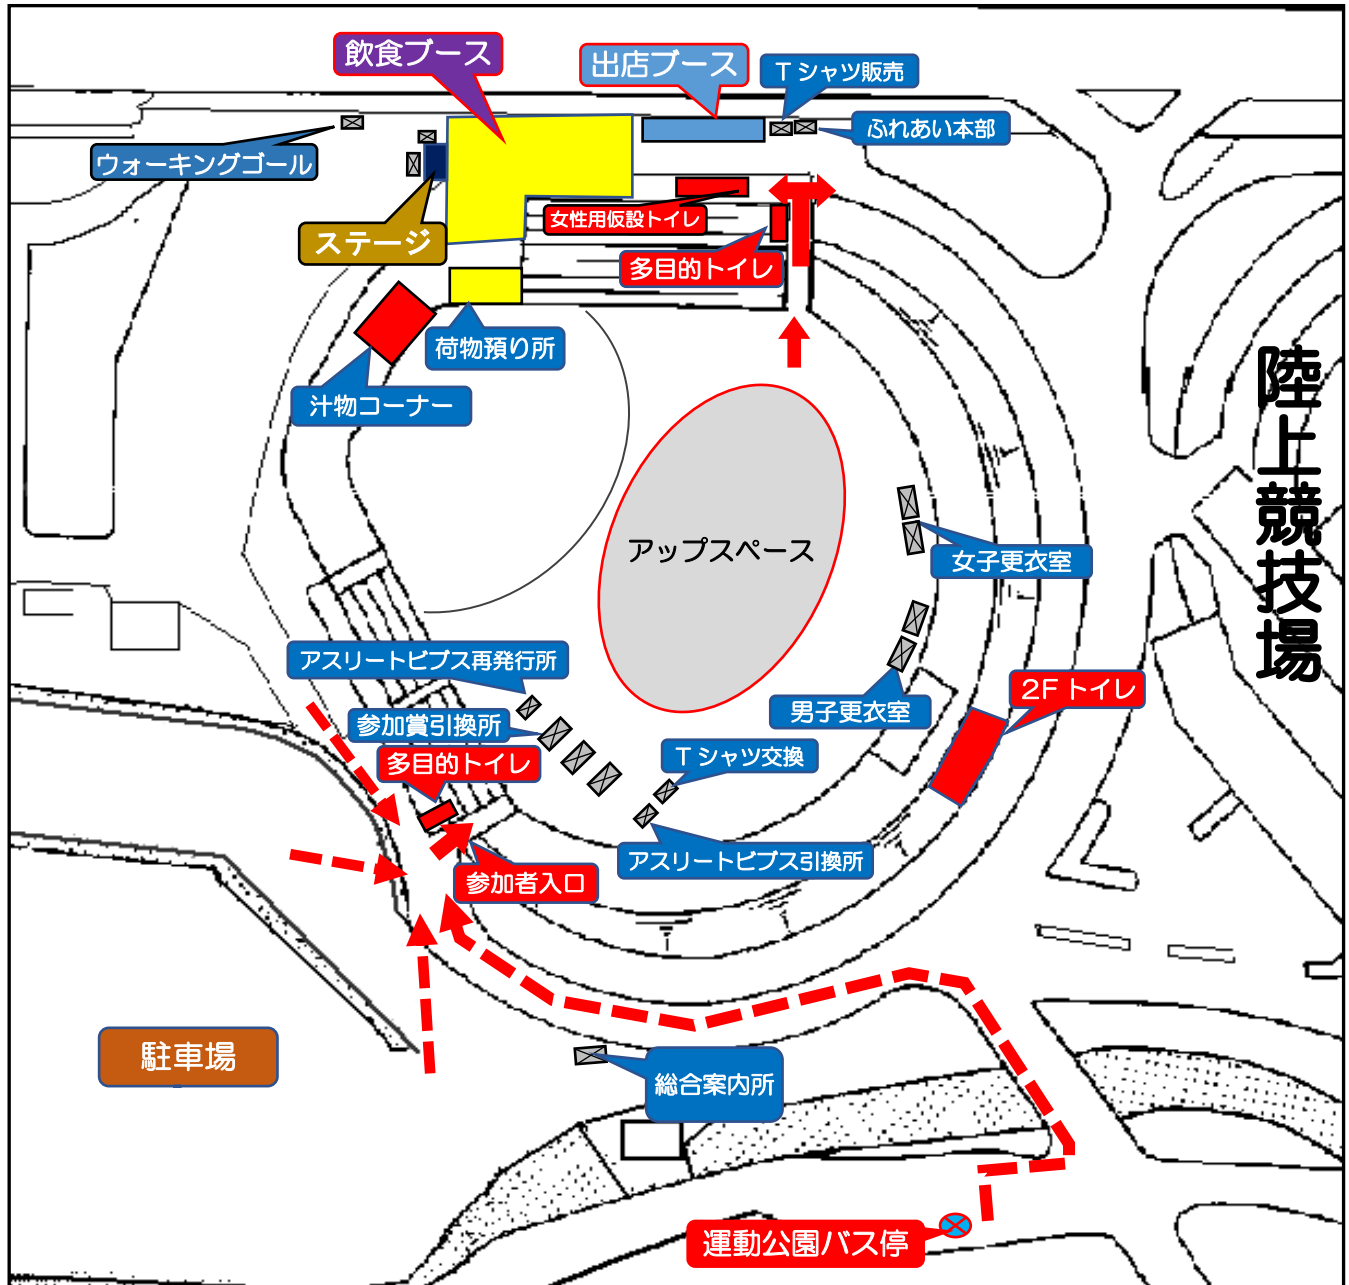 飲食ブース
出店ブース
Tシャツ販売
ふれあい本部
ウォーキングゴール
ステージ
女性用仮設トイレ
多目的トイレ
荷物預り所
汁物コーナー
陸上競技場
アップスペース
女子更衣室
アスリートビブス再発行所
男子更衣室
2Fトイレ
参加賞引換所
多目的トイレ
Tシャツ交換
アスリートビブス引換所
参加者入口
駐車場
総合案内所
運動公園バス停